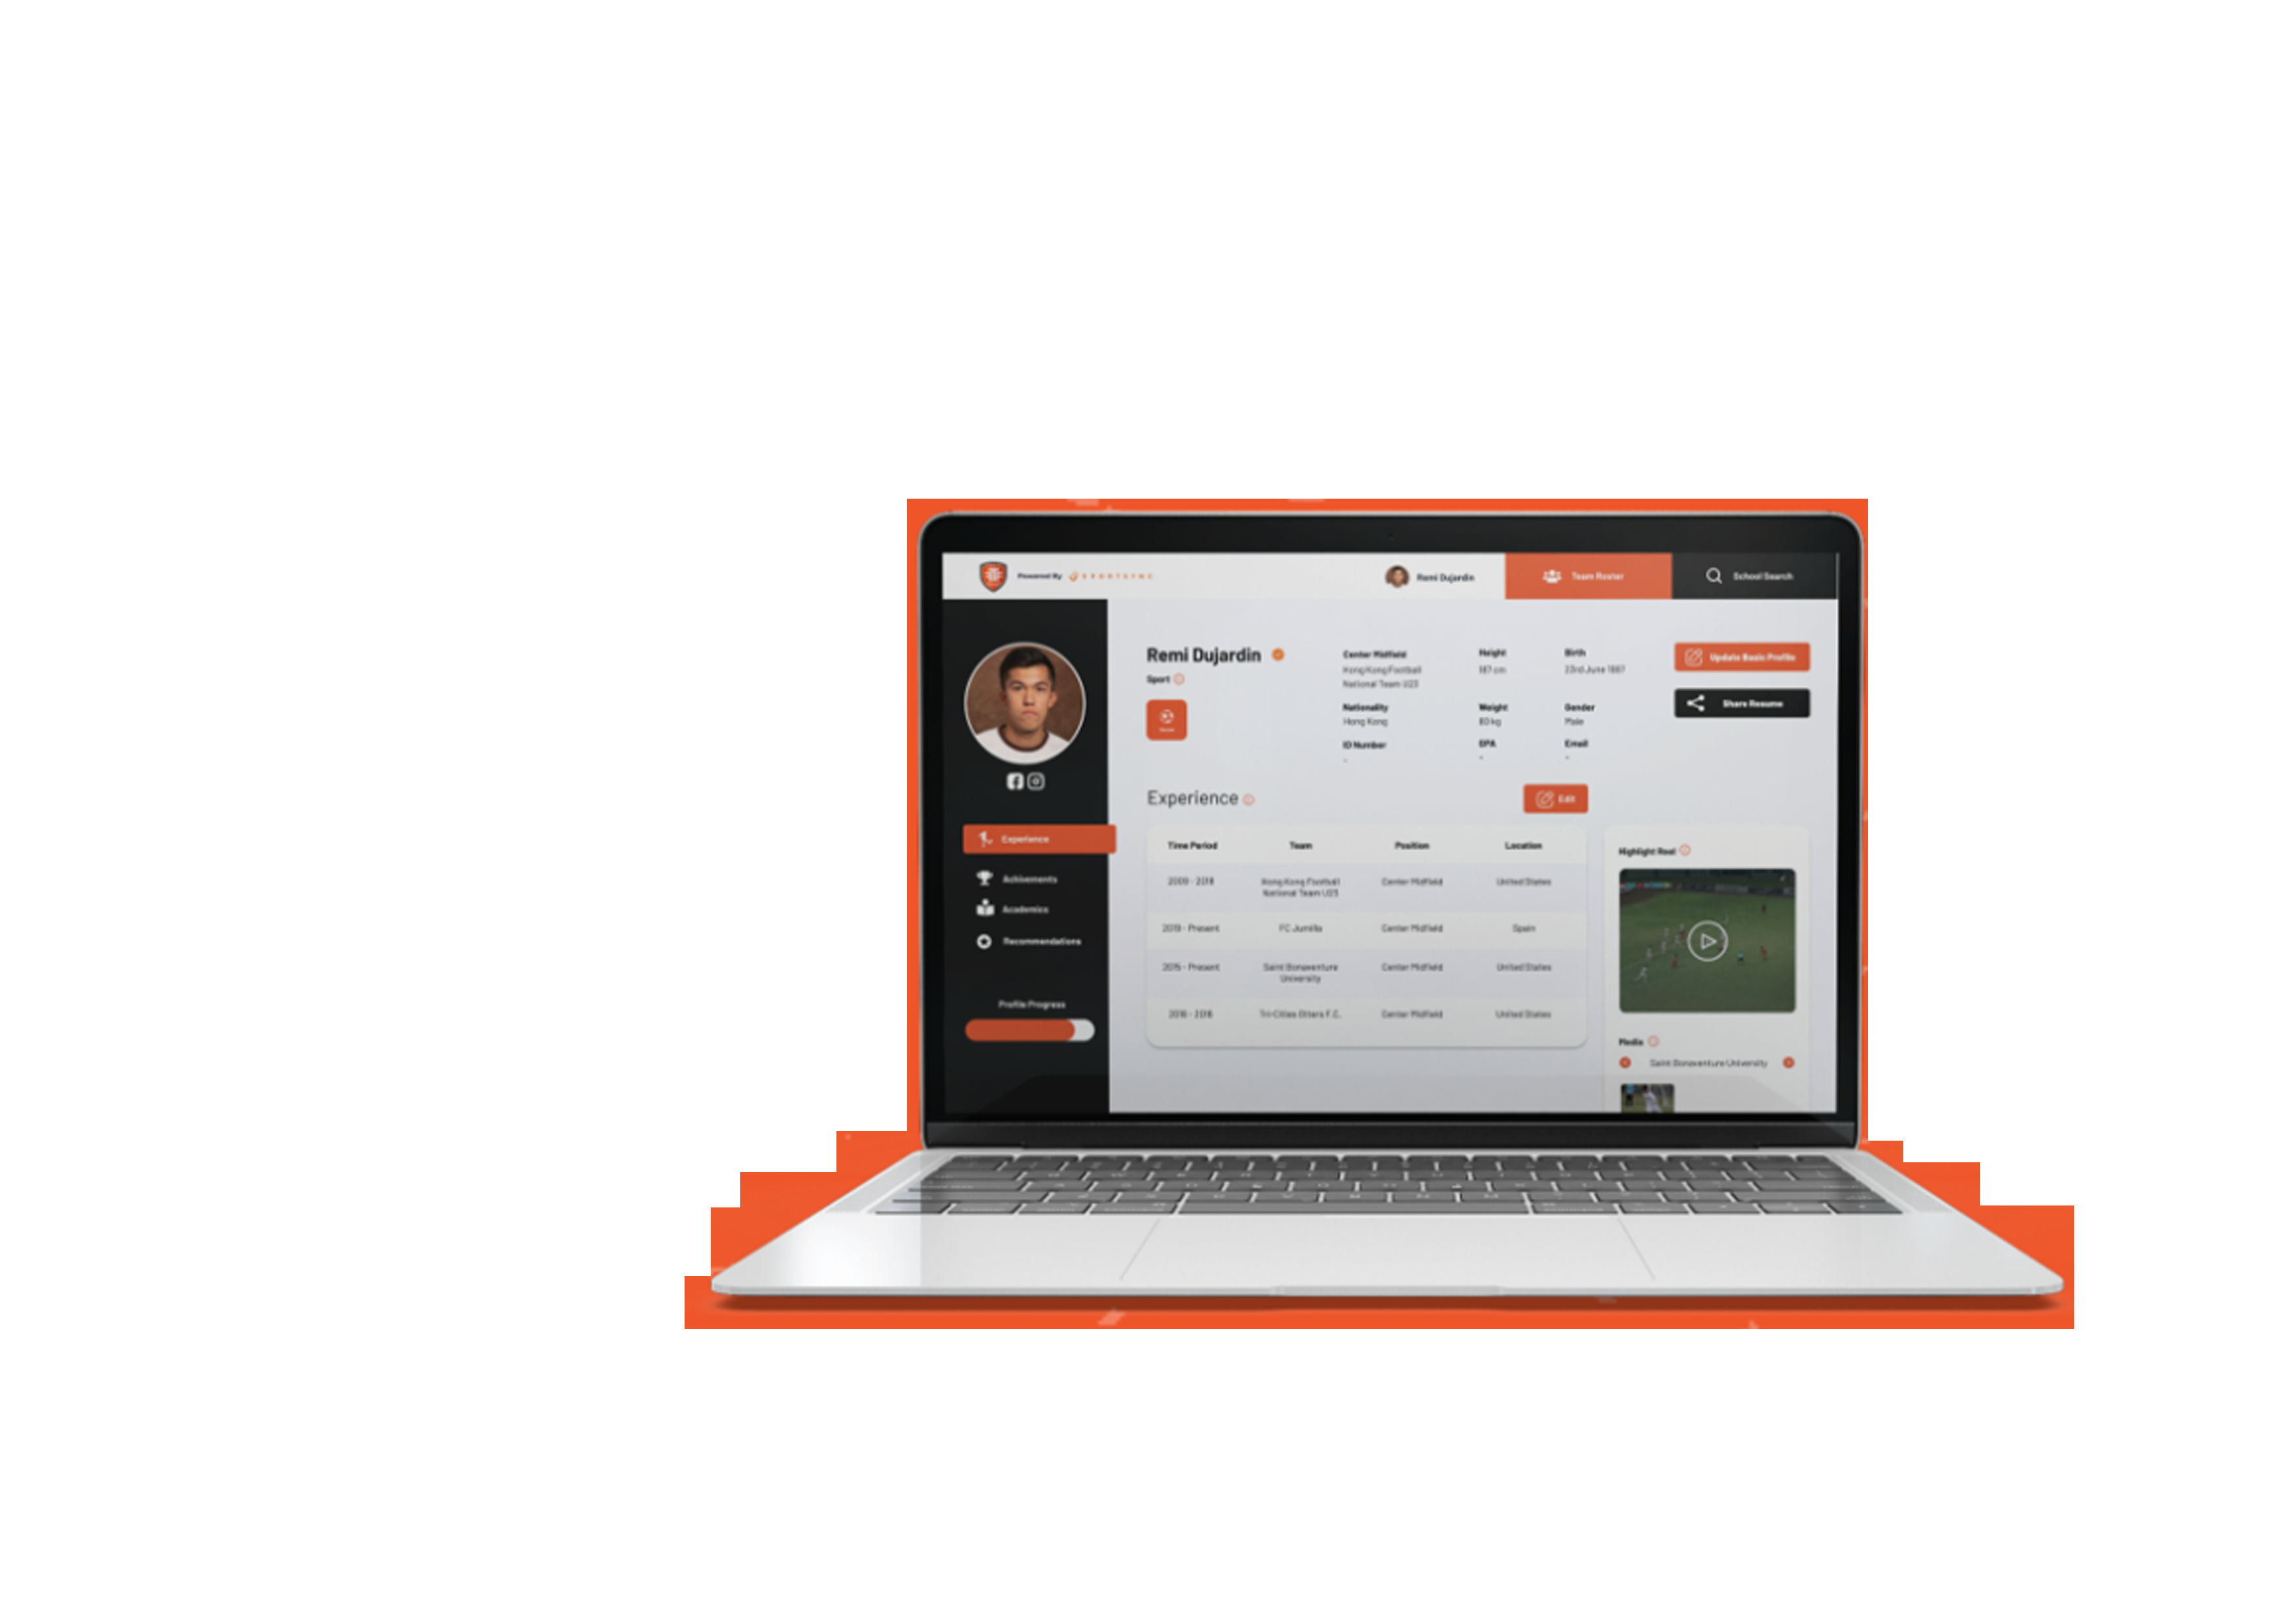 Powered By SPORTSYNC
Remi Dujardin
Team Roster
School Search
Remi Dujardin
Sport
Center Midfield
Hong Kong Football
National Team U23
Height
187 cm
Birth
22rd June 1997
Update Basic Profile
Share Resume
Nationality
Hong Kong
Weight
80 kg
Gender
Male
ID Number
-
GPA
-
Email
-
Experience
Edit
Experience
Achivements
Academics
Recommendations
Profile Progress
Time Period Team Position Location
2009 - 2018 Hong Kong Football Center Midfield United States
National Team U23
2019 - Present FC Jumilla Center Midfield Spain
2015 - Present Saint Bonaventure Center Midfield United States
University
2016 - 2018 Tri-Cities Otters F.C. Center Midfield United States
Highlight Reel
Media
Saint Bonaventure University